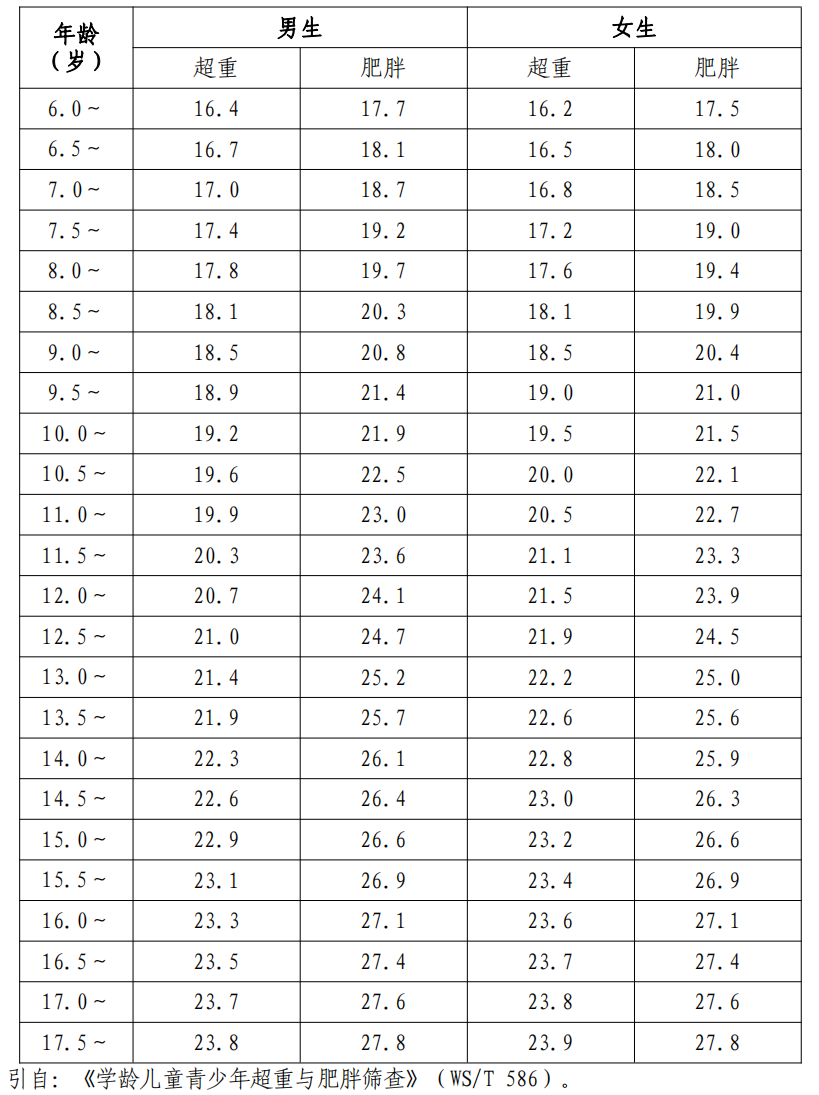 年龄（岁） 男生 女生
超重 肥胖 超重 肥胖
6.0～ 16.4 17.7 16.2 17.5
6.5～ 16.7 18.1 16.5 18.0
7.0～ 17.0 18.7 16.8 18.5
7.5～ 17.4 19.2 17.2 19.0
8.0～ 17.8 19.7 17.6 19.4
8.5～ 18.1 20.3 18.1 19.9
9.0～ 18.5 20.8 18.5 20.4
9.5～ 18.9 21.4 19.0 21.0
10.0～ 19.2 21.9 19.5 21.5
10.5～ 19.6 22.5 20.0 22.1
11.0～ 19.9 23.0 20.5 22.7
11.5～ 20.3 23.6 21.1 23.3
12.0～ 20.7 24.1 21.5 23.9
12.5～ 21.0 24.7 21.9 24.5
13.0～ 21.4 25.2 22.2 25.0
13.5～ 21.9 25.7 22.6 25.6
14.0～ 22.3 26.1 22.8 25.9
14.5～ 22.6 26.4 23.0 26.3
15.0～ 22.9 26.6 23.2 26.6
15.5～ 23.1 26.9 23.4 26.9
16.0～ 23.3 27.1 23.6 27.1
16.5～ 23.5 27.4 23.7 27.4
17.0～ 23.7 27.6 23.8 27.6
17.5～ 23.8 27.8 23.9 27.8
引自：《学龄儿童青少年超重与肥胖筛查》（WS/T 586）。